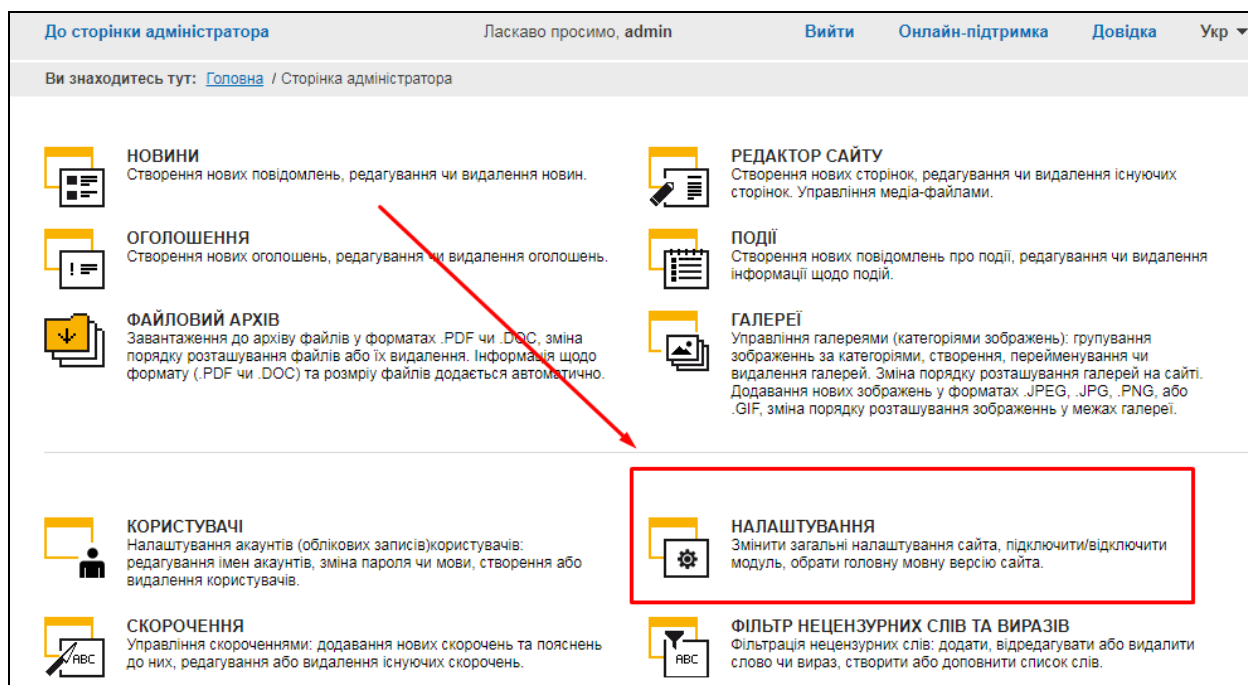 До сторінки адміністратора Ласкаво просимо, admin Вийти Онлайн-підтримка Довідка Укр
Ви знаходитесь тут: Головна / Сторінка адміністратора
НОВИНИ
Створення нових повідомлень, редагування чи видалення новин.
РЕДАКТОР САЙТУ
Створення нових сторінок, редагування чи видалення існуючих
сторінок. Управління медіа-файлами.
ОГОЛОШЕННЯ
Створення нових оголошень, редагування чи видалення оголошень.
ПОДІЇ
Створення нових повідомлень про події, редагування чи видалення
інформації щодо подій.
ФАЙЛОВИЙ АРХІВ
Завантаження до архіву файлів у форматах .PDF чи .DOC, зміна
порядку розташування файлів або їх видалення. Інформація щодо
формату (.PDF чи .DOC) та розміру файлів додається автоматично.
ГАЛЕРЕЇ
Управління галереями (категоріями зображень): групування
зображеннь за категоріями, створення, перейменування чи
видалення галерей. Зміна порядку розташування галерей на сайті.
Додавання нових зображень у форматах .JPEG, .JPG, .PNG, або
.GIF, зміна порядку розташування зображеннь у межах галереї.
КОРИСТУВАЧІ
Налаштування акаунтів (облікових записів)користувачів:
редагування імен акаунтів, зміна пароля чи мови, створення або
видалення користувачів.
НАЛАШТУВАННЯ
Змінити загальні налаштування сайта, підключити/відключити
модуль, обрати головну мовну версію сайта.
СКОРОЧЕННЯ
Управління скороченнями: додавання нових скорочень та пояснень
до них, редагування або видалення існуючих скорочень.
ABC
ФІЛЬТР НЕЦЕНЗУРНИХ СЛІВ ТА ВИРАЗІВ
Фільтрація нецензурних слів: додати, відредагувати або видалити
слово чи вираз, створити або доповнити список слів.
ABC